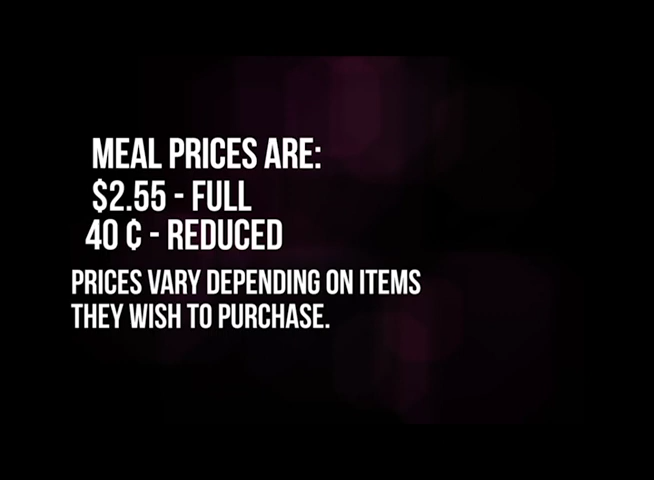 MEAL PRICES ARE:
$2.55 - FULL
40 ¢ - REDUCED
PRICES VARY DEPENDING ON ITEMS
THEY WISH TO PURCHASE.